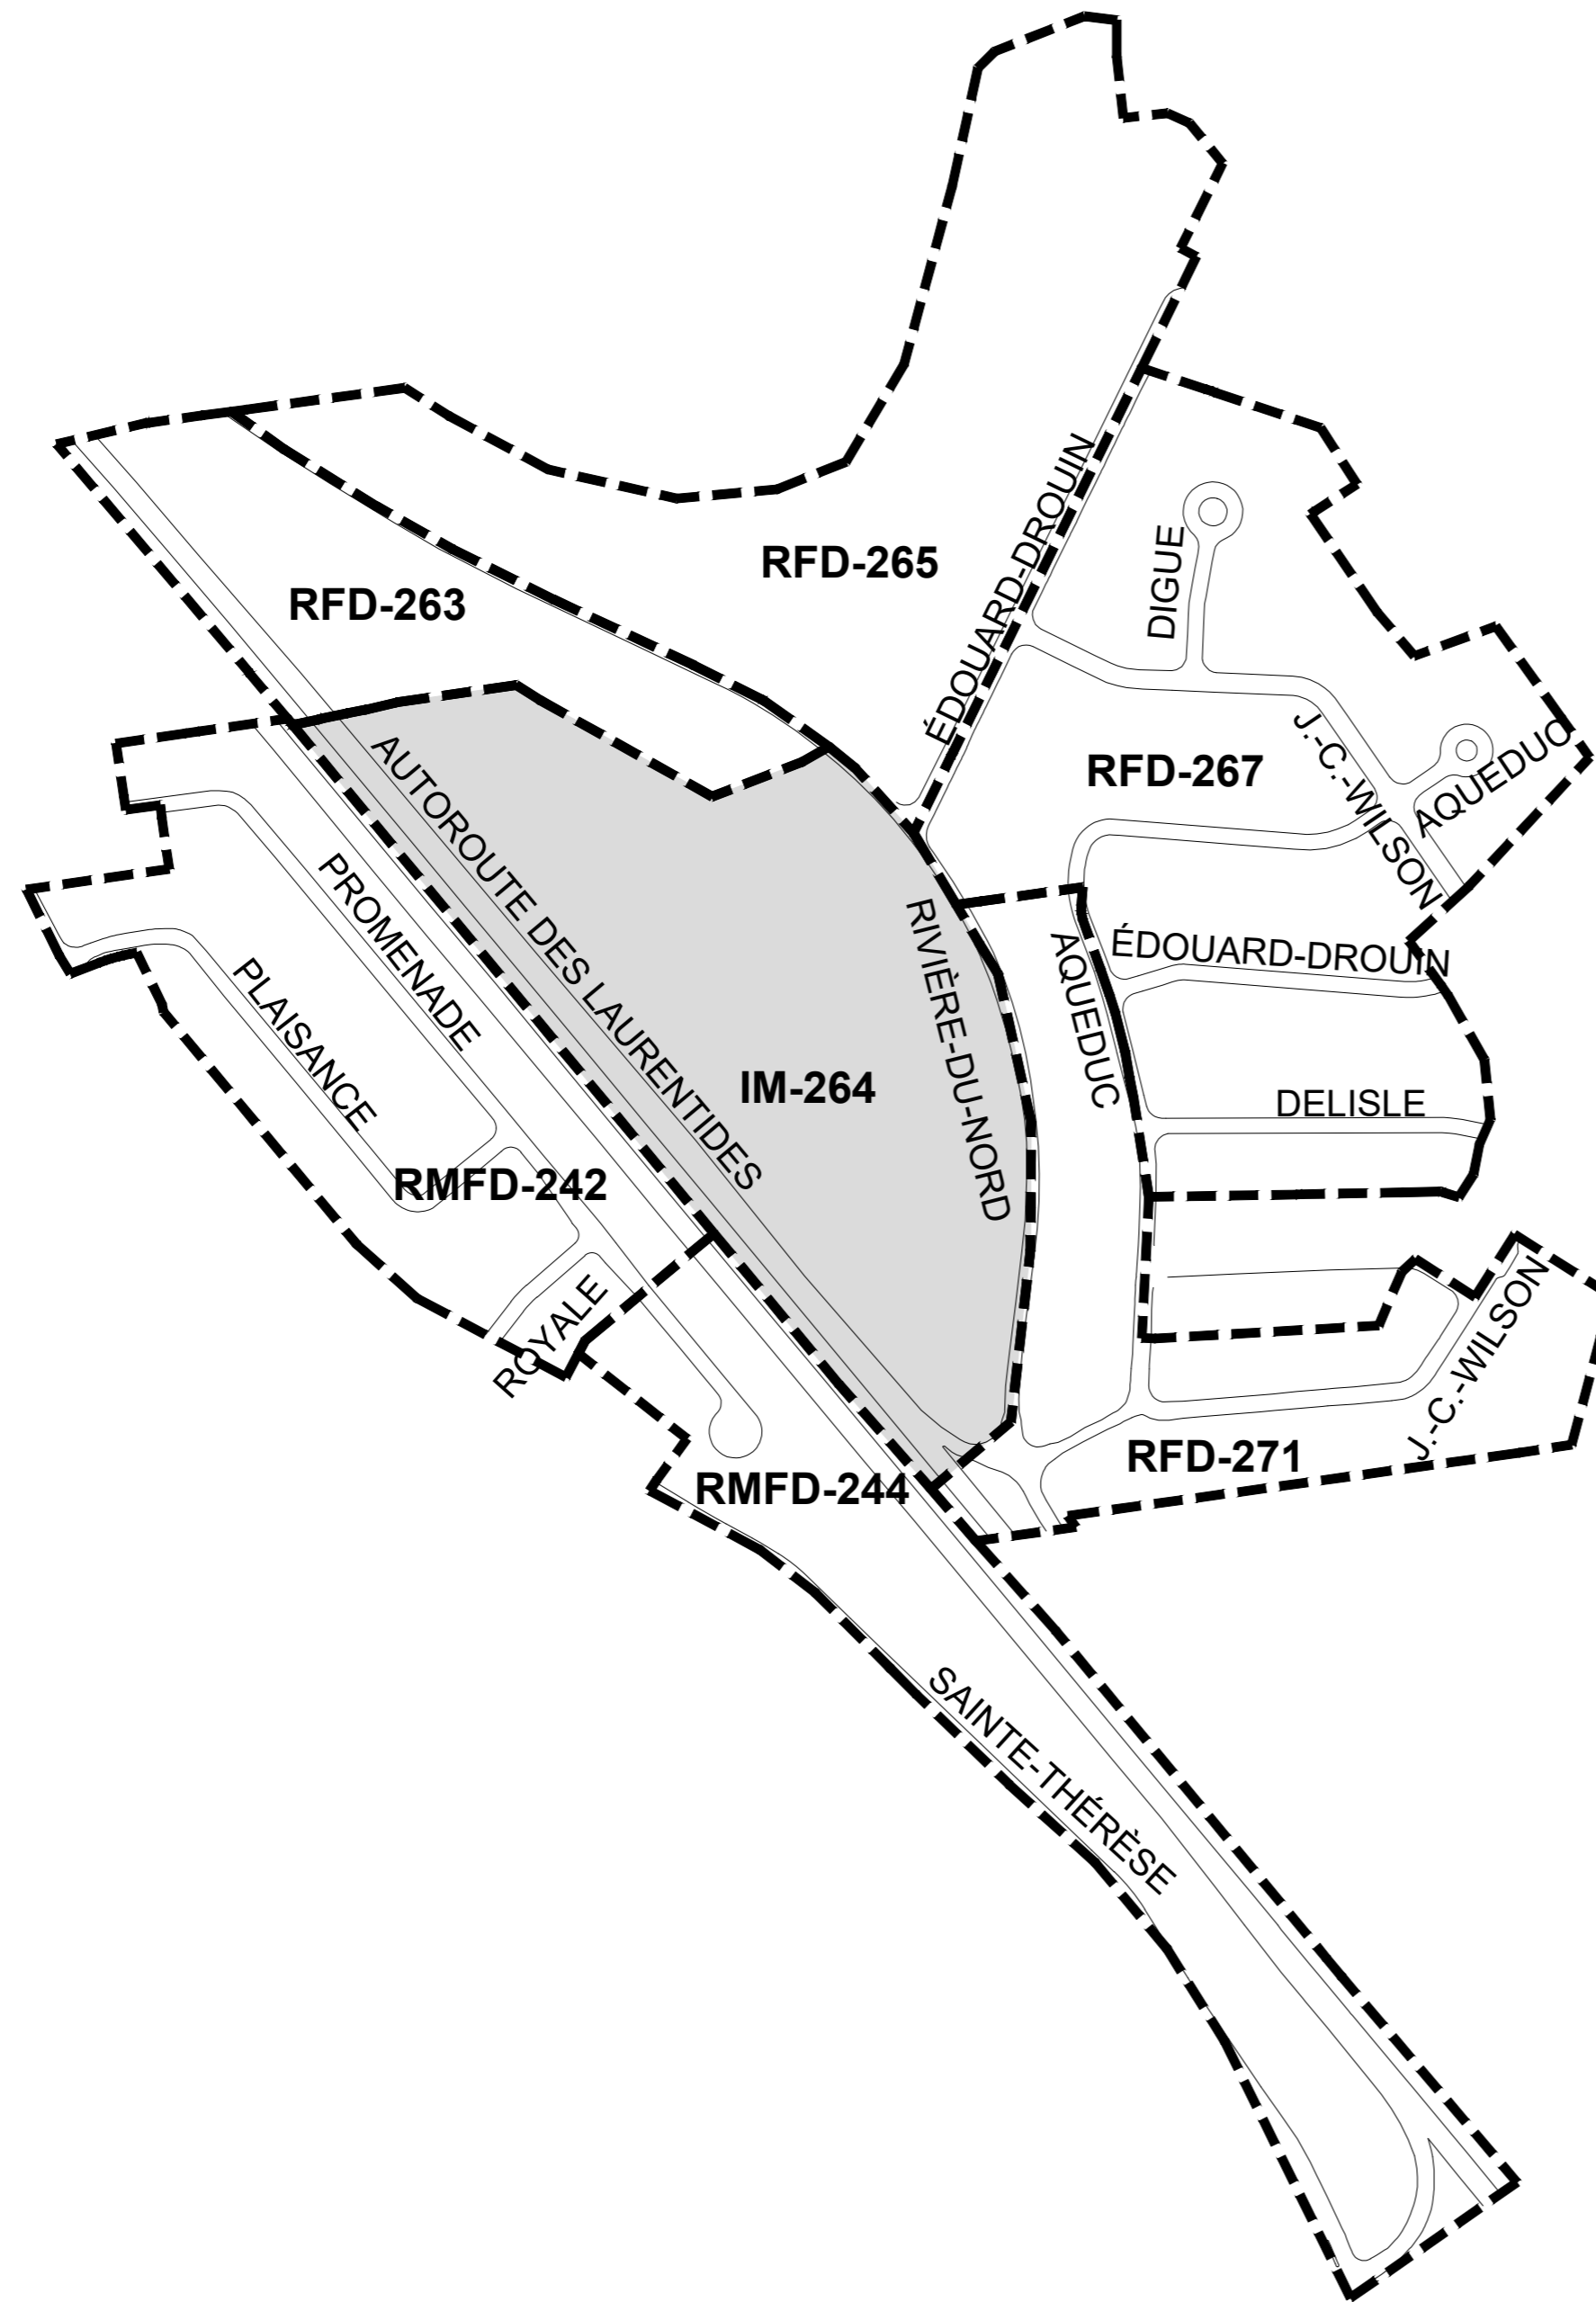 RFD-265
RFD-263
ÉDOUARD-DROUIN
DIGUE
J.-C.-WILSON
AQUEDUC
RFD-267
AUTOROUTE DES LAURENTIDES
PROMENADE
PLAISANCE
RIVIÈRE-DU-NORD
AQUEDUC
ÉDOUARD-DROUIN
IM-264
DELISLE
RMFD-242
ROYALE
J.-C.-WILSON
RFD-271
RMFD-244
SAINTE-THÉRÈSE